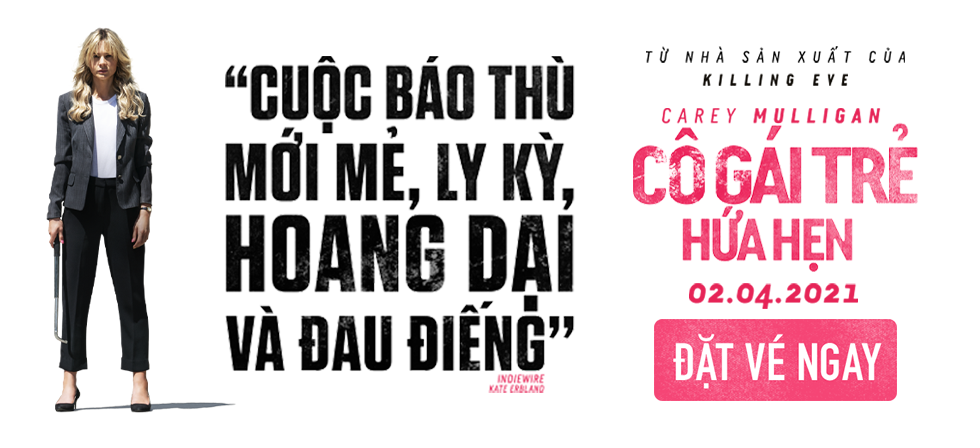 “CUỘC BÁO THÙ
MỚI MẺ, LY KỲ,
HOANG DẠI
VÀ ĐAU ĐIẾNG”
INDIEWIRE
KATE ERBLAND
TỪ NHÀ SẢN XUẤT CỦA
KILLING EVE
CAREY MULLIGAN
CÔ GÁI TRẺ
HỨA HẸN
02.04.2021
ĐẶT VÉ NGAY